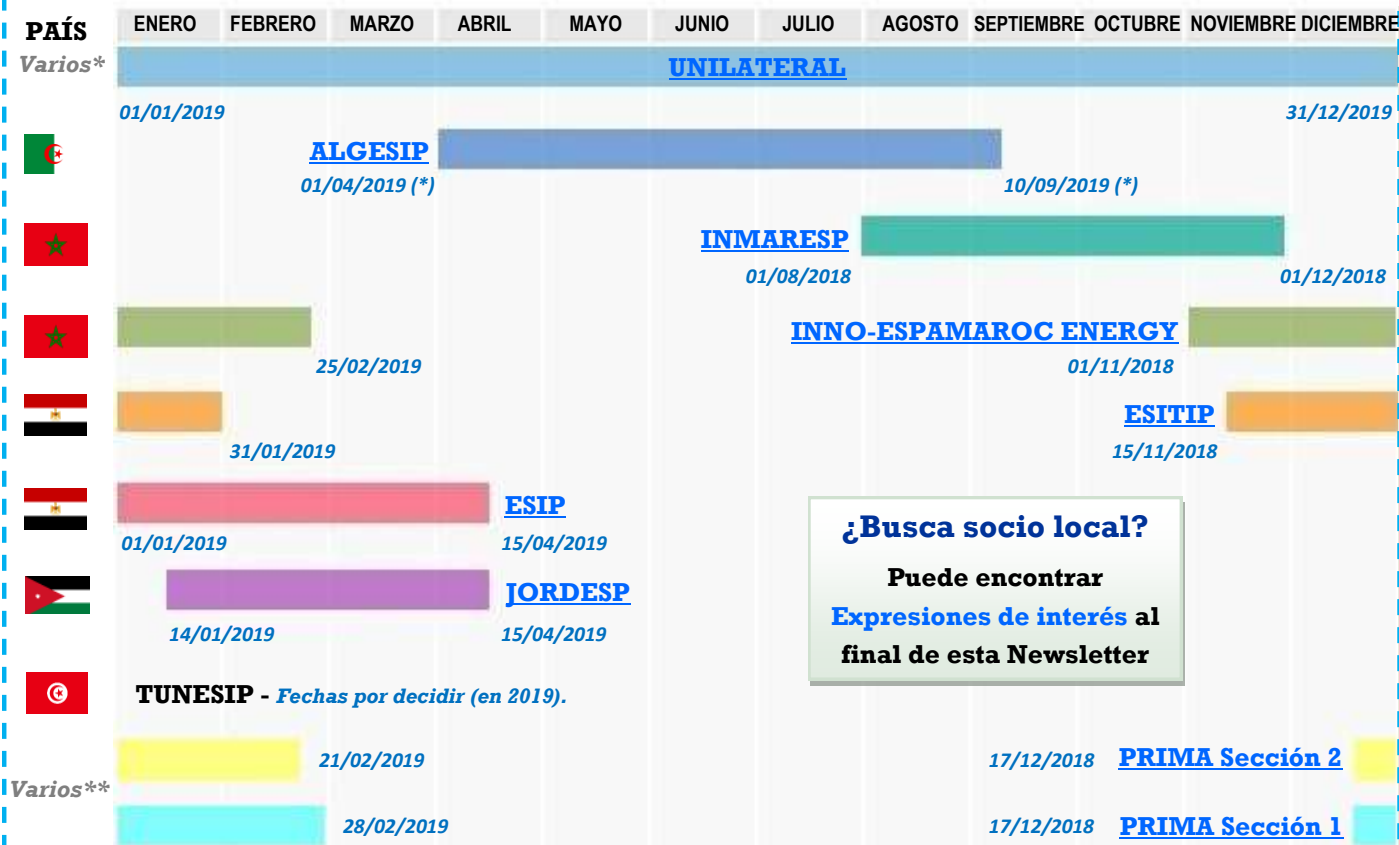 PAÍS ENERO FEBRERO MARZO ABRIL MAYO JUNIO JULIO AGOSTO SEPTIEMBRE OCTUBRE NOVIEMBRE DICIEMBRE
Varios* UNILATERAL
01/01/2019 31/12/2019
ALGESIP
01/04/2019 (*) 10/09/2019 (*)
INMARESP
01/08/2018 01/12/2018
INNO-ESPAMAROC ENERGY
25/02/2019 01/11/2018
ESITIP
31/01/2019 15/11/2018
ESIP
01/01/2019 15/04/2019
JORDESP
14/01/2019 15/04/2019
¿Busca socio local?
Puede encontrar
Expresiones de interés al
final de esta Newsletter
TUNESIP - Fechas por decidir (en 2019).
21/02/2019 17/12/2018 PRIMA Sección 2
Varios**
28/02/2019 17/12/2018 PRIMA Sección 1